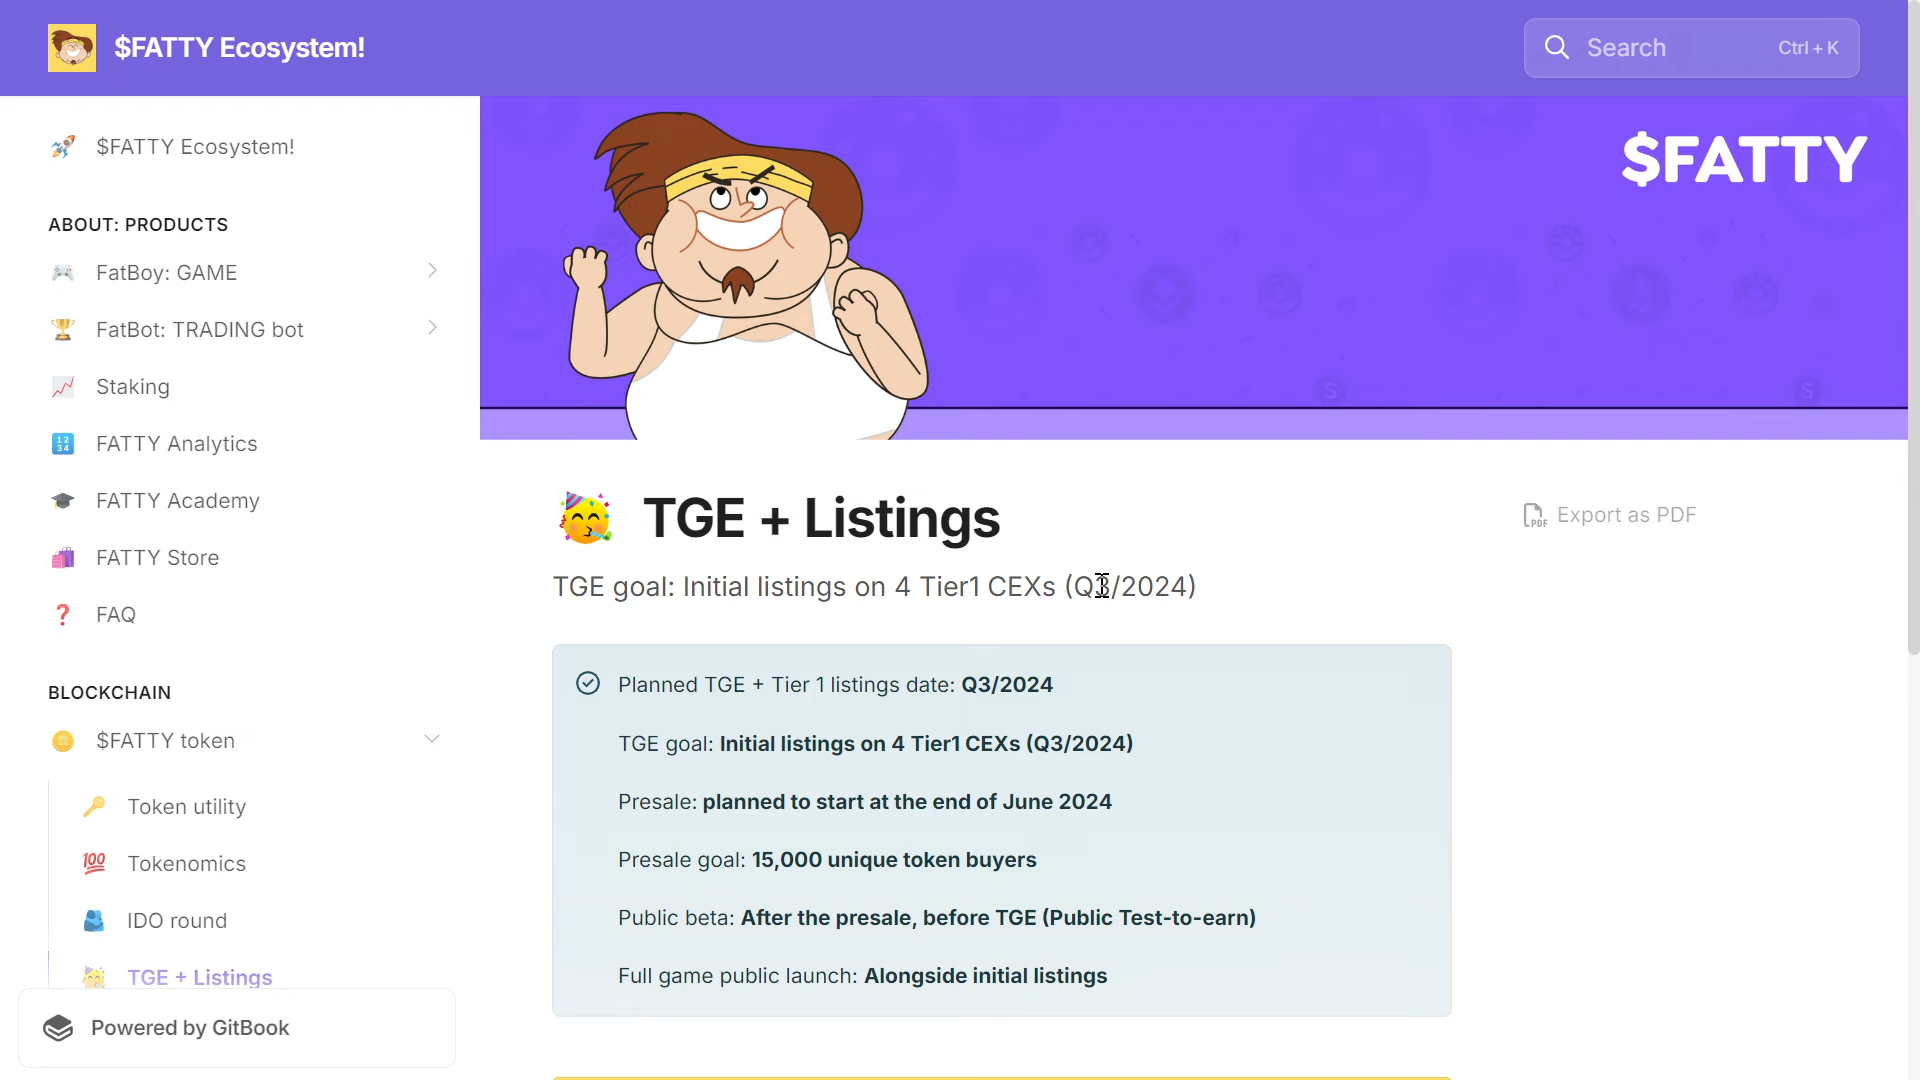 $FATTY Ecosystem!
Search
Ctrl + K
$FATTY Ecosystem!
ABOUT: PRODUCTS
FatBoy: GAME
FatBot: TRADING bot
Staking
FATTY Analytics
FATTY Academy
FATTY Store
FAQ
BLOCKCHAIN
$FATTY token
Token utility
Tokenomics
IDO round
TGE + Listings
Powered by GitBook
$FATTY
TGE + Listings
Export as PDF
TGE goal: Initial listings on 4 Tier1 CEXs (Q3/2024)
Planned TGE + Tier 1 listings date: Q3/2024
TGE goal: Initial listings on 4 Tier1 CEXs (Q3/2024)
Presale: planned to start at the end of June 2024
Presale goal: 15,000 unique token buyers
Public beta: After the presale, before TGE (Public Test-to-earn)
Full game public launch: Alongside initial listings